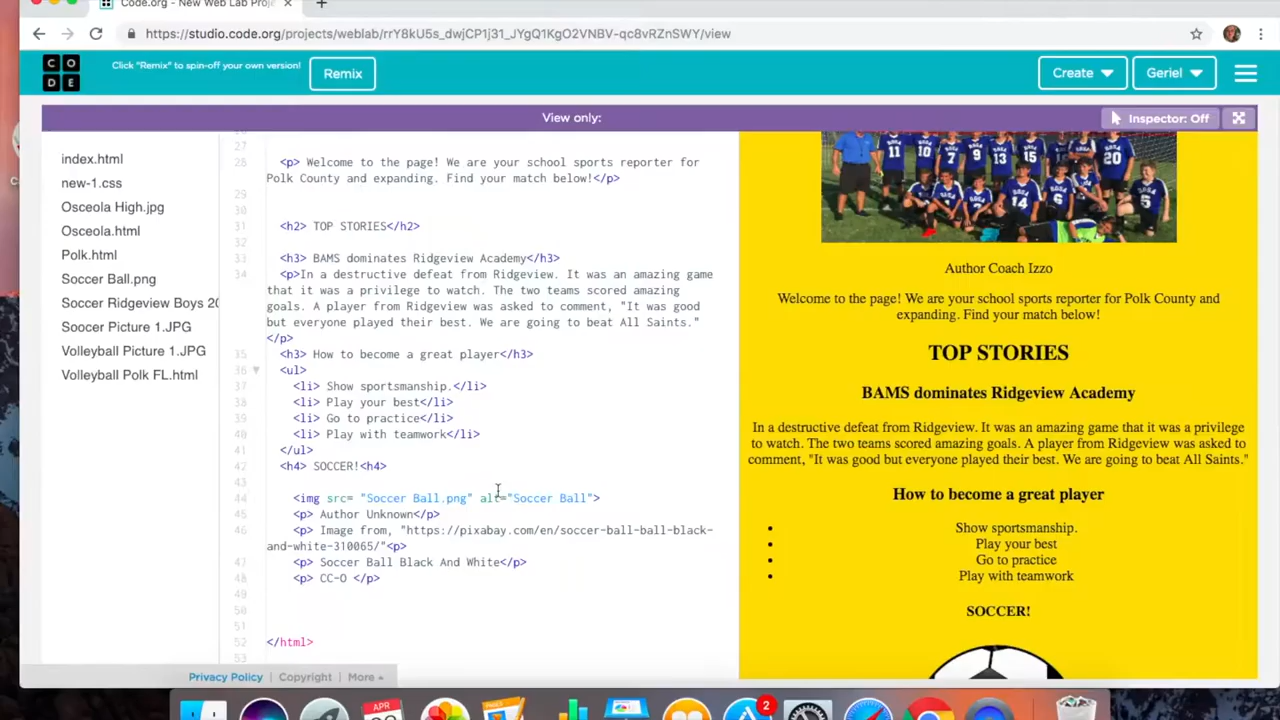 Code.org - New Web Lab Proje
https://studio.code.org/projects/weblab/rrY8kU5s_dwjCP1j31_JYgQ1KgO2VNBV-qc8vRZnSWY/view
C O
D E
Click "Remix" to spin-off your own version!
Remix
Create
Geriel
View only:
Inspector: Off
index.html
new-1.css
Osceola High.jpg
Osceola.html
Polk.html
Soccer Ball.png
Soccer Ridgeview Boys 20
Soccer Picture 1.JPG
Volleyball Picture 1.JPG
Volleyball Polk FL.html
27
28 <p> Welcome to the page! We are your school sports reporter for
Polk County and expanding. Find your match below!</p>
29
30
31 <h2> TOP STORIES</h2>
32
33 <h3> BAMS dominates Ridgeview Academy</h3>
34 <p>In a destructive defeat from Ridgeview. It was an amazing game
that it was a privilege to watch. The two teams scored amazing
goals. A player from Ridgeview was asked to comment, "It was good
but everyone played their best. We are going to beat All Saints."
</p>
35 <h3> How to become a great player</h3>
36 <ul>
37 <li> Show sportsmanship.</li>
38 <li> Play your best</li>
39 <li> Go to practice</li>
40 <li> Play with teamwork</li>
41 </ul>
42 <h4> SOCCER!<h4>
43
44 <img src= "Soccer Ball.png" alt="Soccer Ball">
45 <p> Author Unknown</p>
46 <p> Image from, "https://pixabay.com/en/soccer-ball-ball-black-
and-white-310065/"<p>
47 <p> Soccer Ball Black And White</p>
48 <p> CC-O </p>
49
50
51
52 </html>
53
11 10 7 9 13 15 20
14 6 5
Author Coach Izzo
Welcome to the page! We are your school sports reporter for Polk County and
expanding. Find your match below!
TOP STORIES
BAMS dominates Ridgeview Academy
In a destructive defeat from Ridgeview. It was an amazing game that it was a privilege
to watch. The two teams scored amazing goals. A player from Ridgeview was asked to
comment, "It was good but everyone played their best. We are going to beat All Saints."
How to become a great player
Show sportsmanship.
Play your best
Go to practice
Play with teamwork
SOCCER!
Privacy Policy | Copyright | More
APR
2